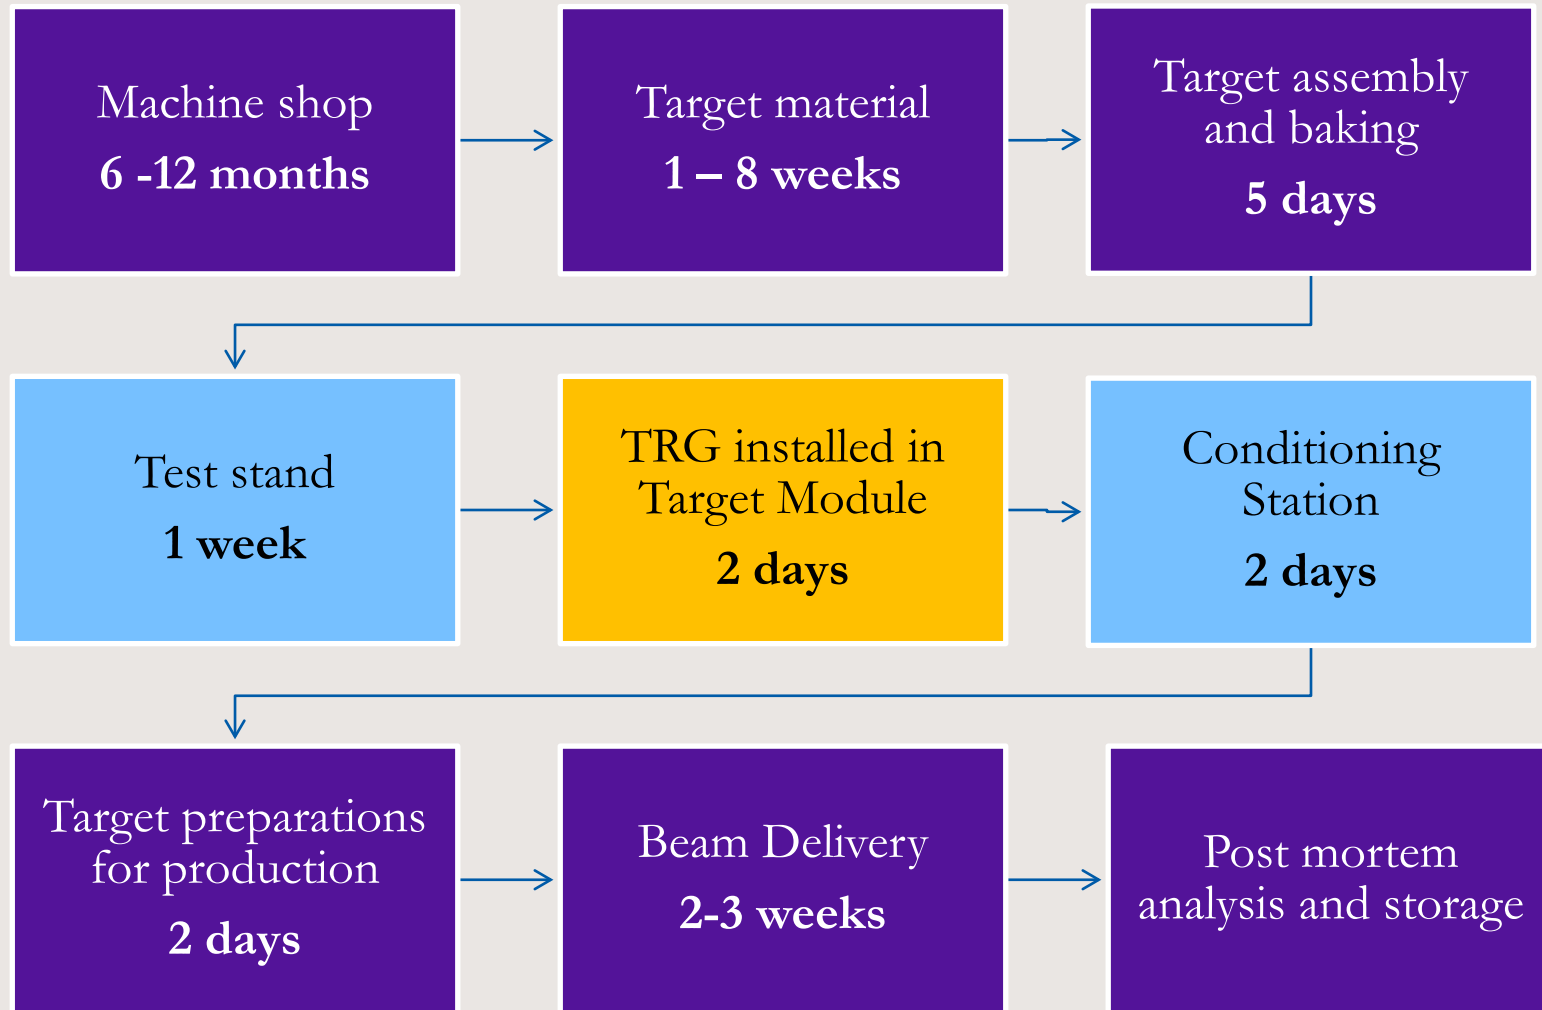 Machine shop
6 -12 months
Target material
1 – 8 weeks
Target assembly
and baking
5 days
Test stand
1 week
TRG installed in
Target Module
2 days
Conditioning
Station
2 days
Target preparations
for production
2 days
Beam Delivery
2-3 weeks
Post mortem
analysis and storage